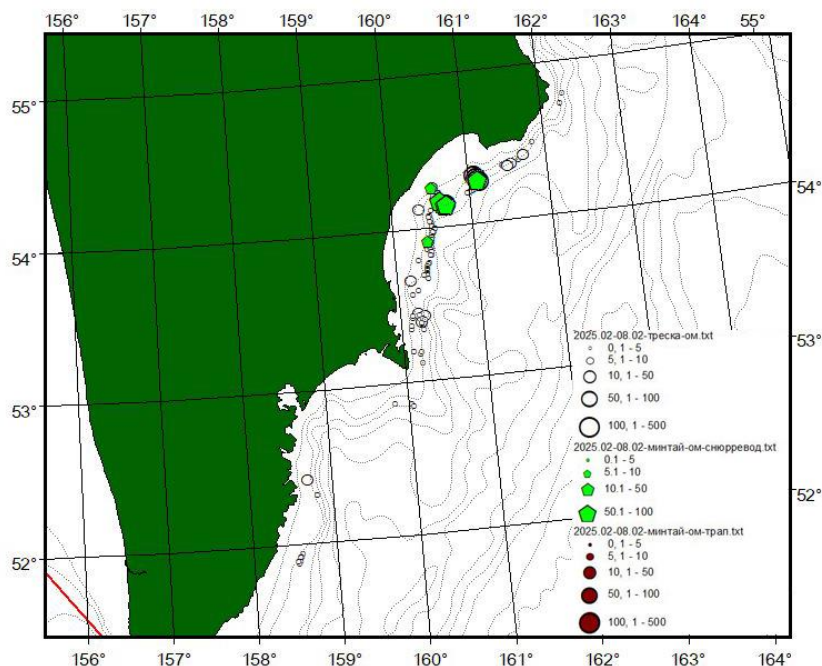 156° 157° 158° 159° 160° 161° 162° 163° 164° 55°
55°
54°
54°
53°
53°
52°
52°
2025.02-08.02-треска-ом.txt
0, 1 - 5
5, 1 - 10
10, 1 - 50
50, 1 - 100
100, 1 - 500
2025.02-08.02-минтай-ом-снюрревод.txt
0.1 - 5
5.1 - 10
10.1 - 50
50.1 - 100
2025.02-08.02-минтай-ом-трал.txt
0, 1 - 5
5, 1 - 10
10, 1 - 50
50, 1 - 100
100, 1 - 500
156° 157° 158° 159° 160° 161° 162° 163° 164°